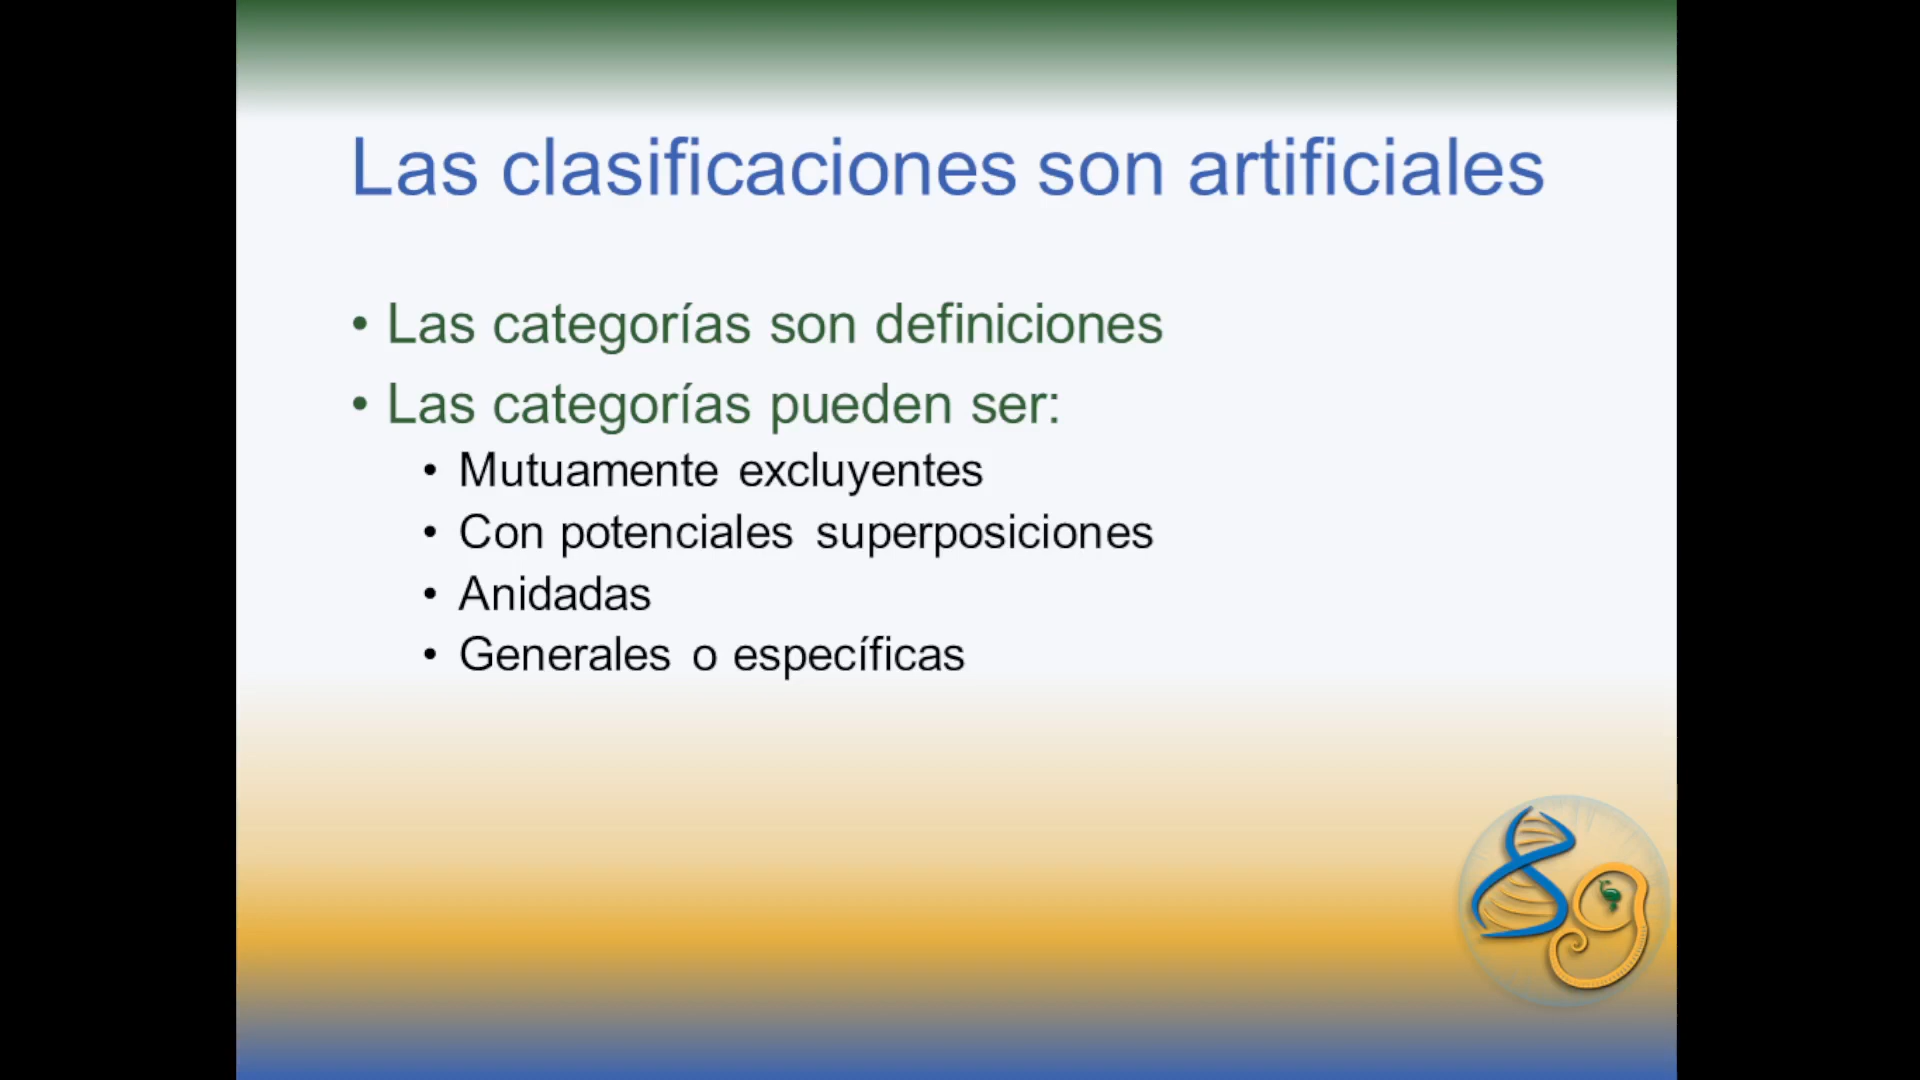 Las clasificaciones son artificiales
• Las categorías son definiciones
• Las categorías pueden ser:
• Mutuamente excluyentes
• Con potenciales superposiciones
• Anidadas
• Generales o específicas